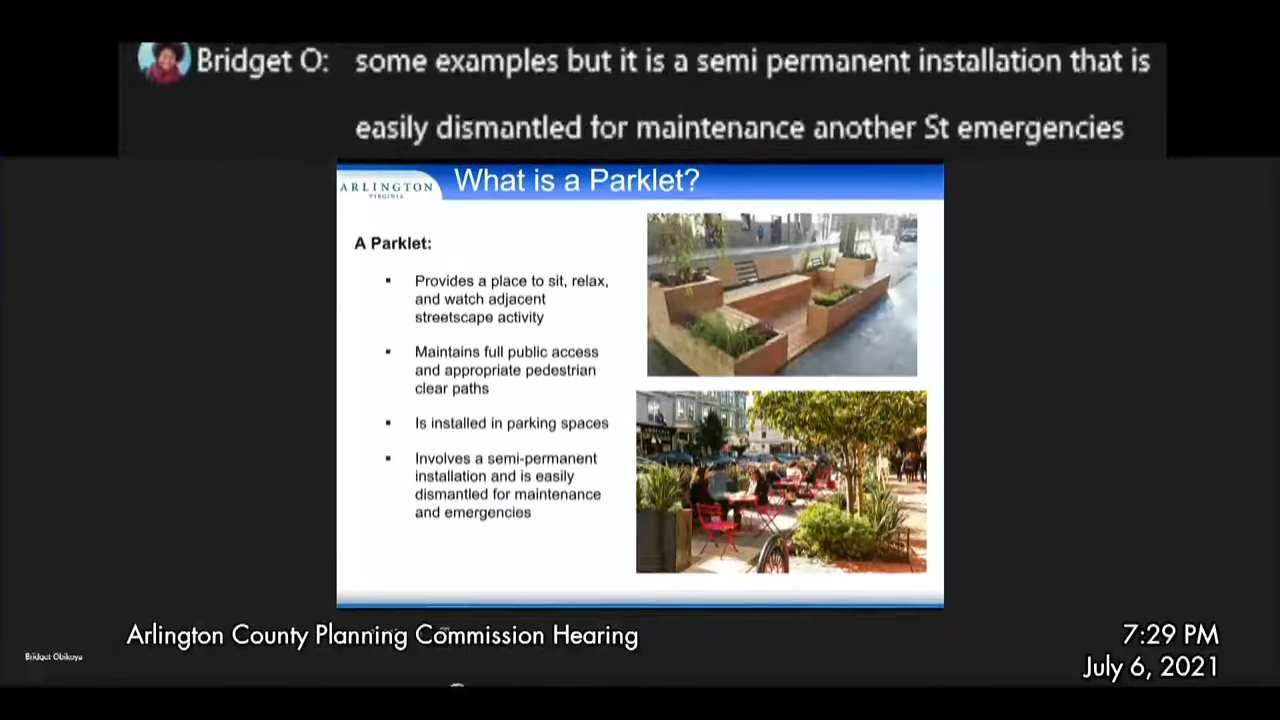 Bridget O: some examples but it is a semi permanent installation that is
easily dismantled for maintenance another St emergencies
ARLINGTON
VIRGINIA
What is a Parklet?
A Parklet:
▪ Provides a place to sit, relax,
and watch adjacent
streetscape activity
▪ Maintains full public access
and appropriate pedestrian
clear paths
▪ Is installed in parking spaces
▪ Involves a semi-permanent
installation and is easily
dismantled for maintenance
and emergencies
Arlington County Planning Commission Hearing
7:29 PM
Bridget Obikoya
July 6, 2021